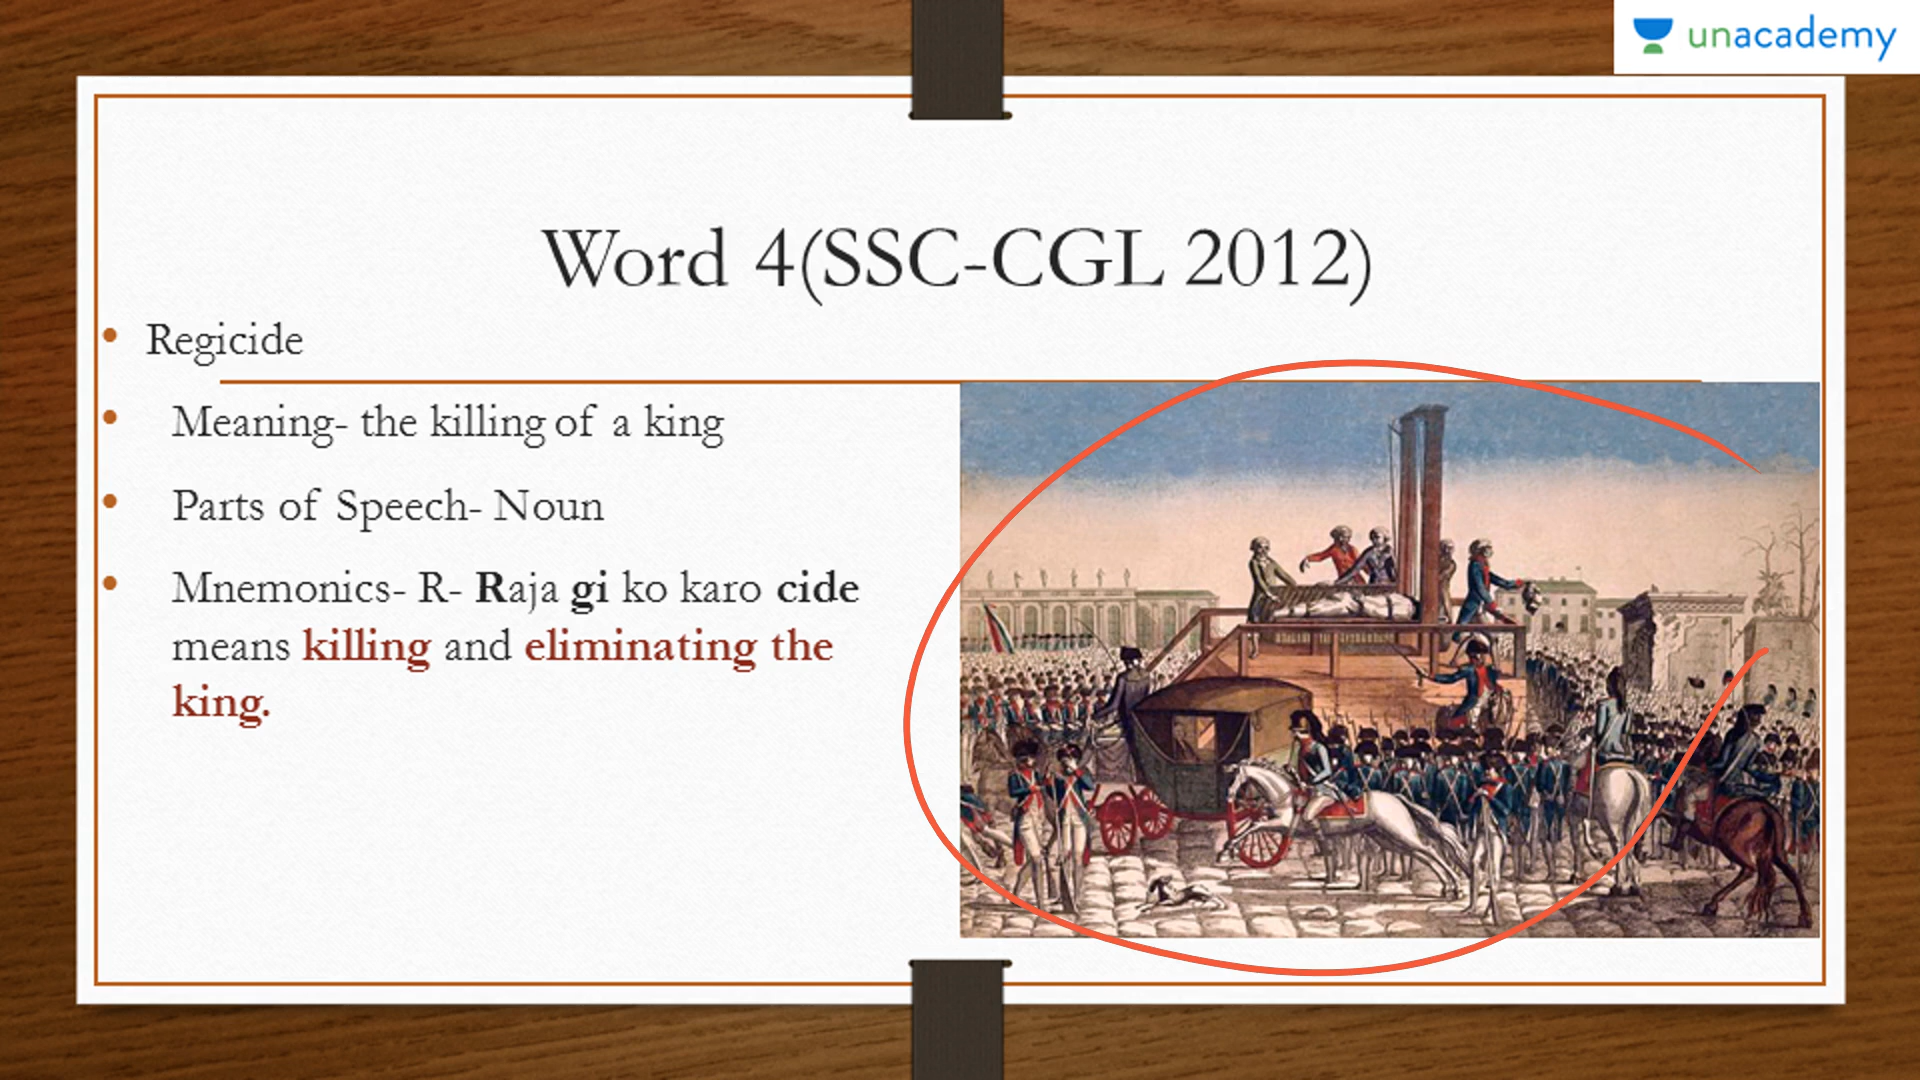 unacademy
Word 4(SSC-CGL 2012)
• Regicide
• Meaning- the killing of a king
• Parts of Speech- Noun
• Mnemonics- R- Raja gi ko karo cide
means killing and eliminating the
king.